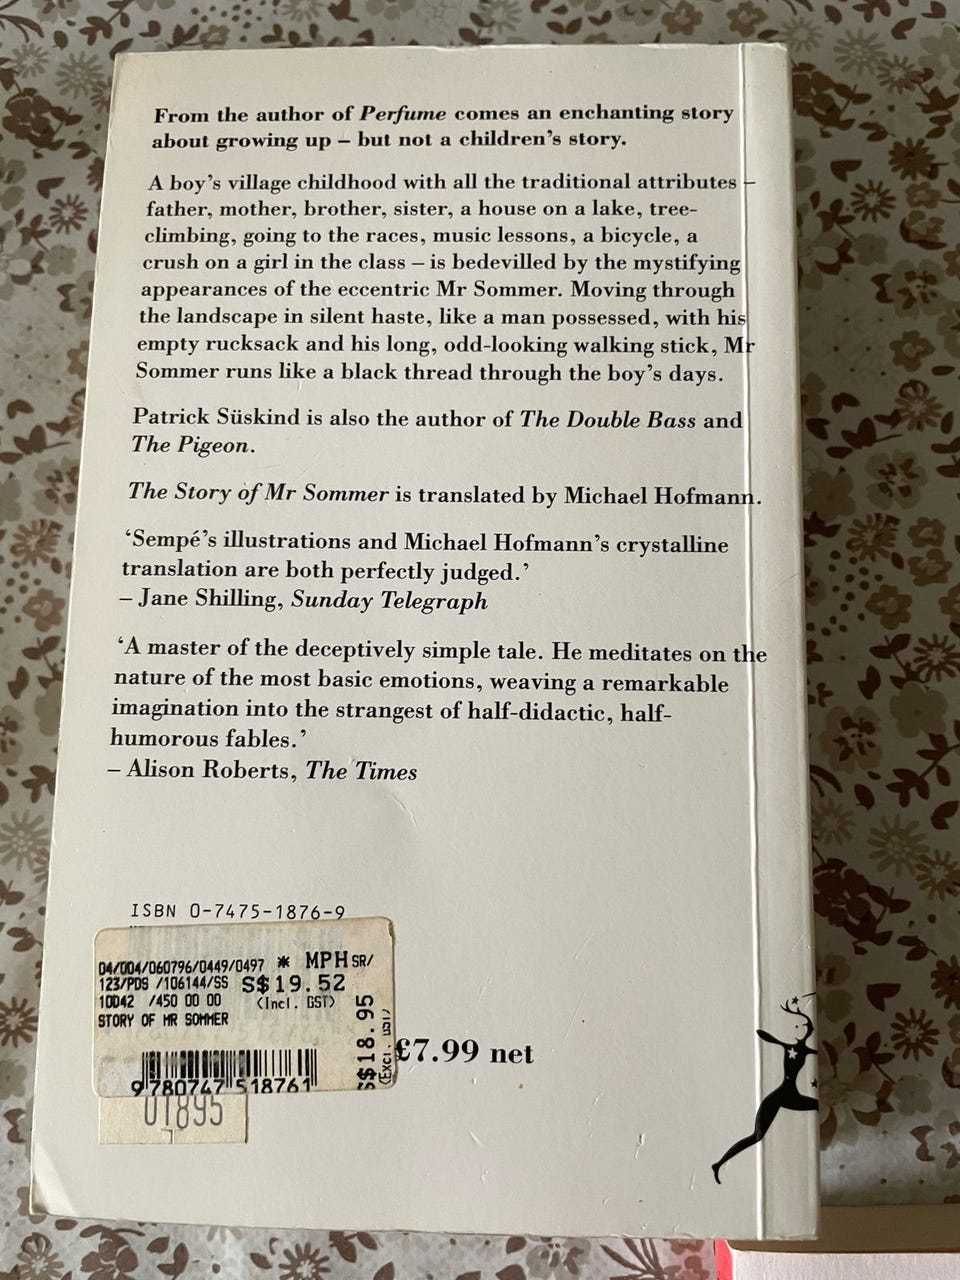 From the author of Perfume comes an enchanting story
about growing up – but not a children's story.
A boy's village childhood with all the traditional attributes –
father, mother, brother, sister, a house on a lake, tree-
climbing, going to the races, music lessons, a bicycle, a
crush on a girl in the class – is bedevilled by the mystifying
appearances of the eccentric Mr Sommer. Moving through
the landscape in silent haste, like a man possessed, with his
empty rucksack and his long, odd-looking walking stick, Mr
Sommer runs like a black thread through the boy's days.
Patrick Süskind is also the author of The Double Bass and
The Pigeon.
The Story of Mr Sommer is translated by Michael Hofmann.
'Sempé's illustrations and Michael Hofmann's crystalline
translation are both perfectly judged.'
– Jane Shilling, Sunday Telegraph
'A master of the deceptively simple tale. He meditates on the
nature of the most basic emotions, weaving a remarkable
imagination into the strangest of half-didactic, half-
humorous fables.'
– Alison Roberts, The Times
ISBN 0-7475-1876-9
04/004/060796/0449/0497 * MPH SR/
123/POS /106144/SS S$19.52
10042 /450 00 00 (Incl. GST)
STORY OF MR SOMMER
S$18.95
(Excl. GST)
9 780747 518761
01895
£7.99 net